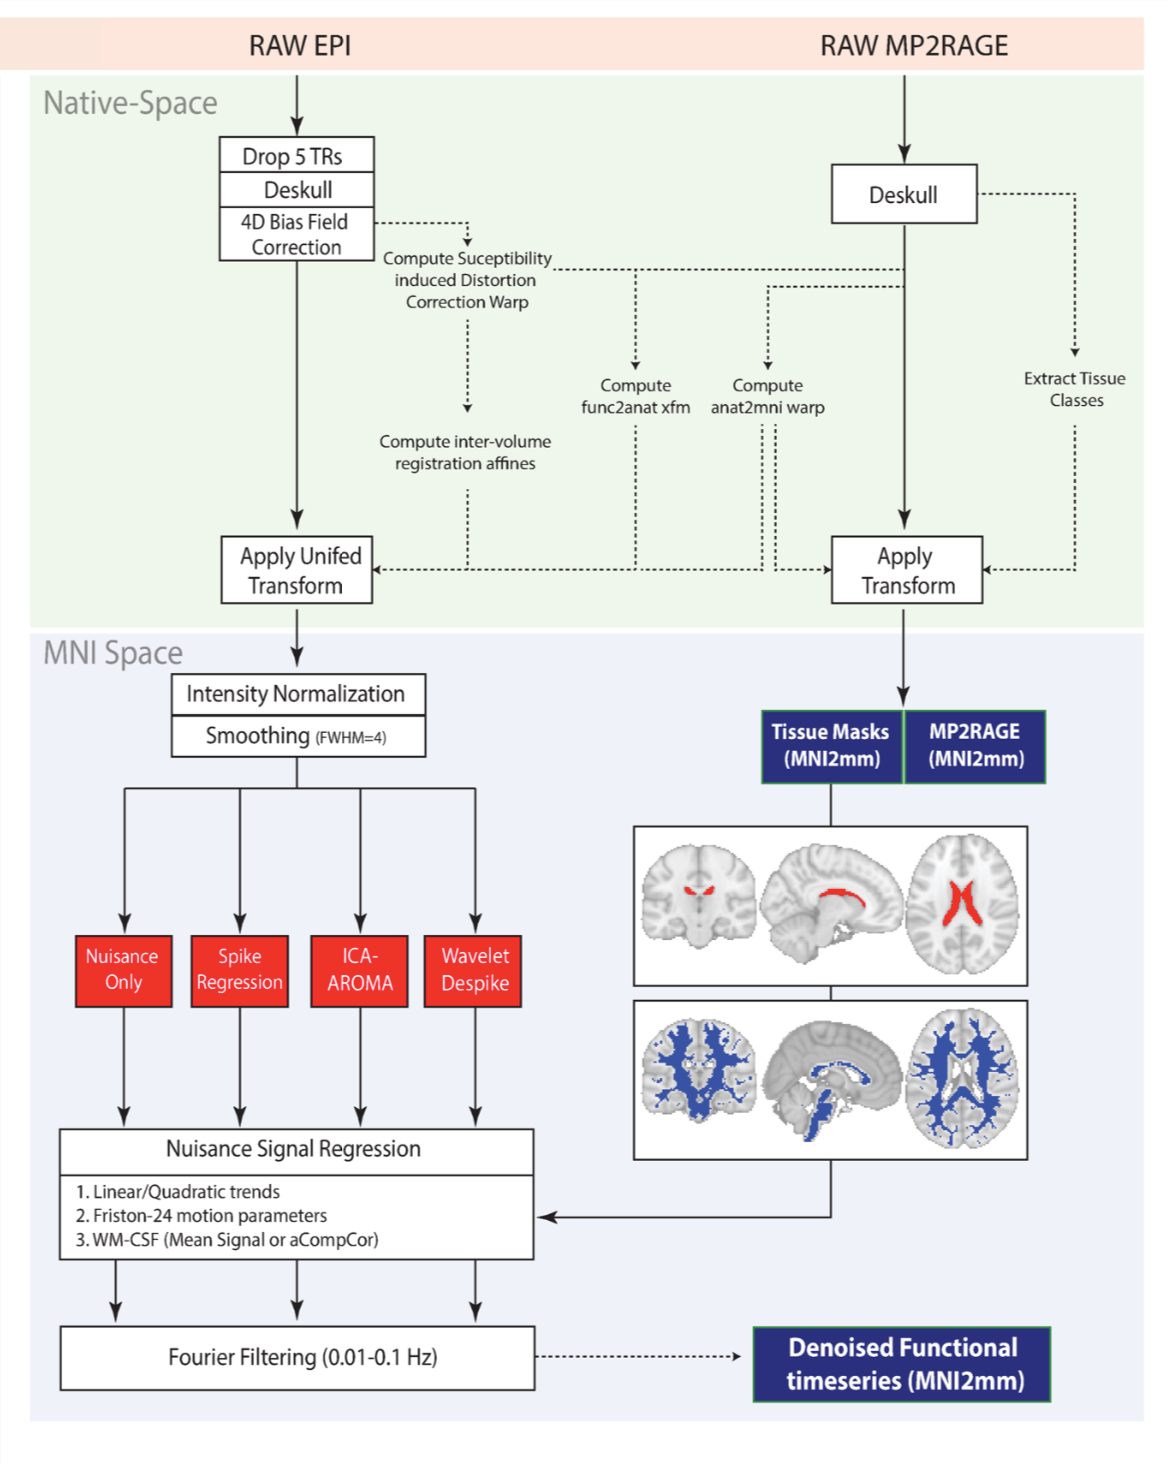 RAW EPI
RAW MP2RAGE
Native-Space
Drop 5 TRs
Deskull
4D Bias Field
Correction
Deskull
Compute Suceptibility
induced Distortion
Correction Warp
Compute
func2anat xfm
Compute
anat2mni warp
Extract Tissue
Classes
Compute inter-volume
registration affines
Apply Unifed
Transform
Apply
Transform
MNI Space
Intensity Normalization
Smoothing (FWHM=4)
Tissue Masks
(MNI2mm)
MP2RAGE
(MNI2mm)
Nuisance
Only
Spike
Regression
ICA-
AROMA
Wavelet
Despike
Nuisance Signal Regression
1. Linear/Quadratic trends
2. Friston-24 motion parameters
3. WM-CSF (Mean Signal or aCompCor)
Fourier Filtering (0.01-0.1 Hz)
Denoised Functional
timeseries (MNI2mm)